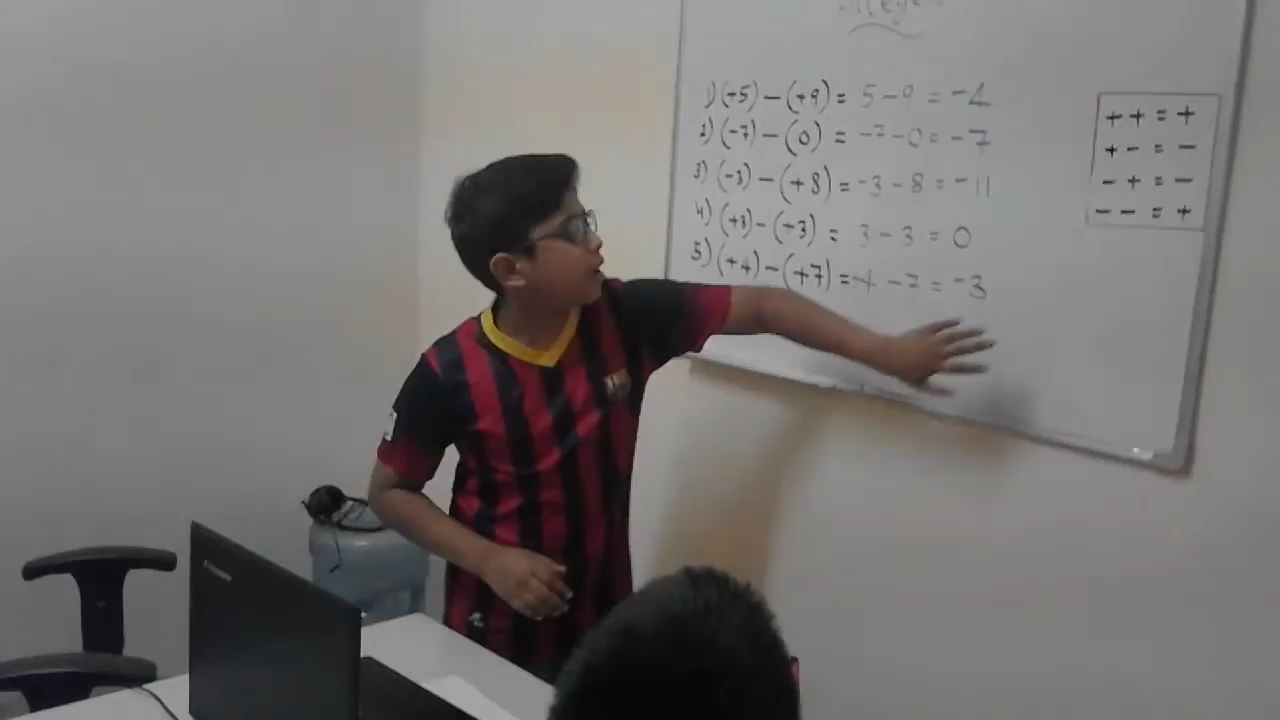 1) (+5) - (+9) = 5 - 9 = -4
2) (-7) - (0) = -7 - 0 = -7
3) (-3) - (+8) = -3 - 8 = -11
4) (+3) - (+3) = 3 - 3 = 0
5) (+4) - (+7) = 4 - 7 = -3
+ + = +
+ - = -
- + = -
- - = +